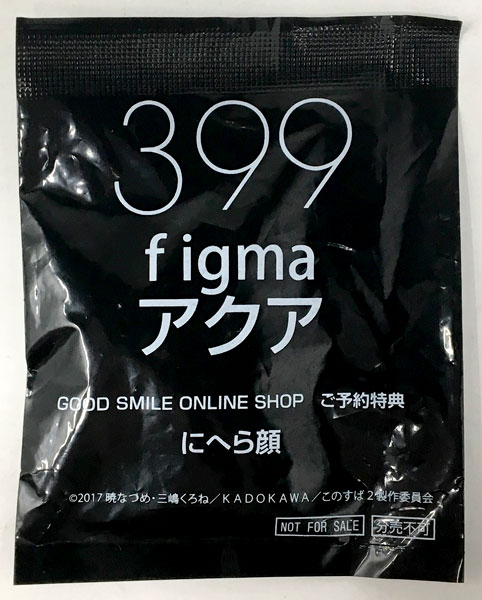 399
figma
アクア
GOOD SMILE ONLINE SHOP ご予約特典
にへら顔
©2017 暁なつめ・三嶋くろね／KADOKAWA／このすば2製作委員会
NOT FOR SALE 分売不可